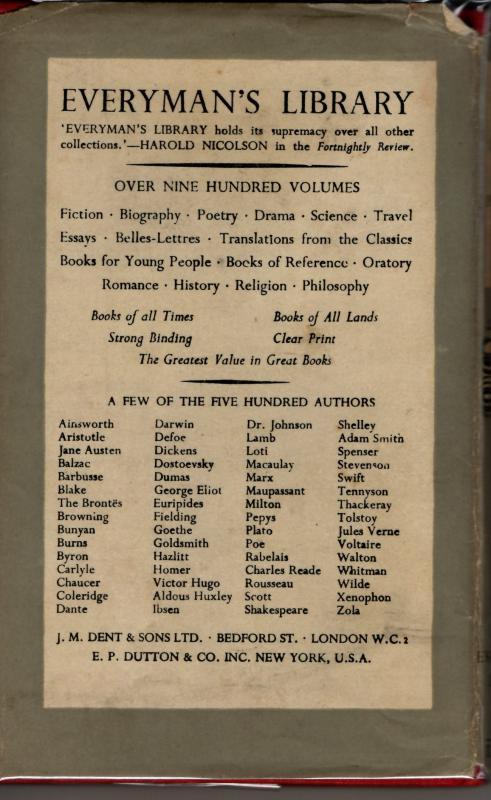 EVERYMAN'S LIBRARY
'EVERYMAN'S LIBRARY holds its supremacy over all other
collections.'—HAROLD NICOLSON in the Fortnightly Review.
OVER NINE HUNDRED VOLUMES
Fiction · Biography · Poetry · Drama · Science · Travel
Essays · Belles-Lettres · Translations from the Classics
Books for Young People · Books of Reference · Oratory
Romance · History · Religion · Philosophy
Books of all Times Books of All Lands
Strong Binding Clear Print
The Greatest Value in Great Books
A FEW OF THE FIVE HUNDRED AUTHORS
Ainsworth Darwin Dr. Johnson Shelley
Aristotle Defoe Lamb Adam Smith
Jane Austen Dickens Loti Spenser
Balzac Dostoevsky Macaulay Stevenson
Barbusse Dumas Marx Swift
Blake George Eliot Maupassant Tennyson
The Brontës Euripides Milton Thackeray
Browning Fielding Pepys Tolstoy
Bunyan Goethe Plato Jules Verne
Burns Goldsmith Poe Voltaire
Byron Hazlitt Rabelais Walton
Carlyle Homer Charles Reade Whitman
Chaucer Victor Hugo Rousseau Wilde
Coleridge Aldous Huxley Scott Xenophon
Dante Ibsen Shakespeare Zola
J. M. DENT & SONS LTD. · BEDFORD ST. · LONDON W.C.2
E. P. DUTTON & CO. INC. NEW YORK, U.S.A.